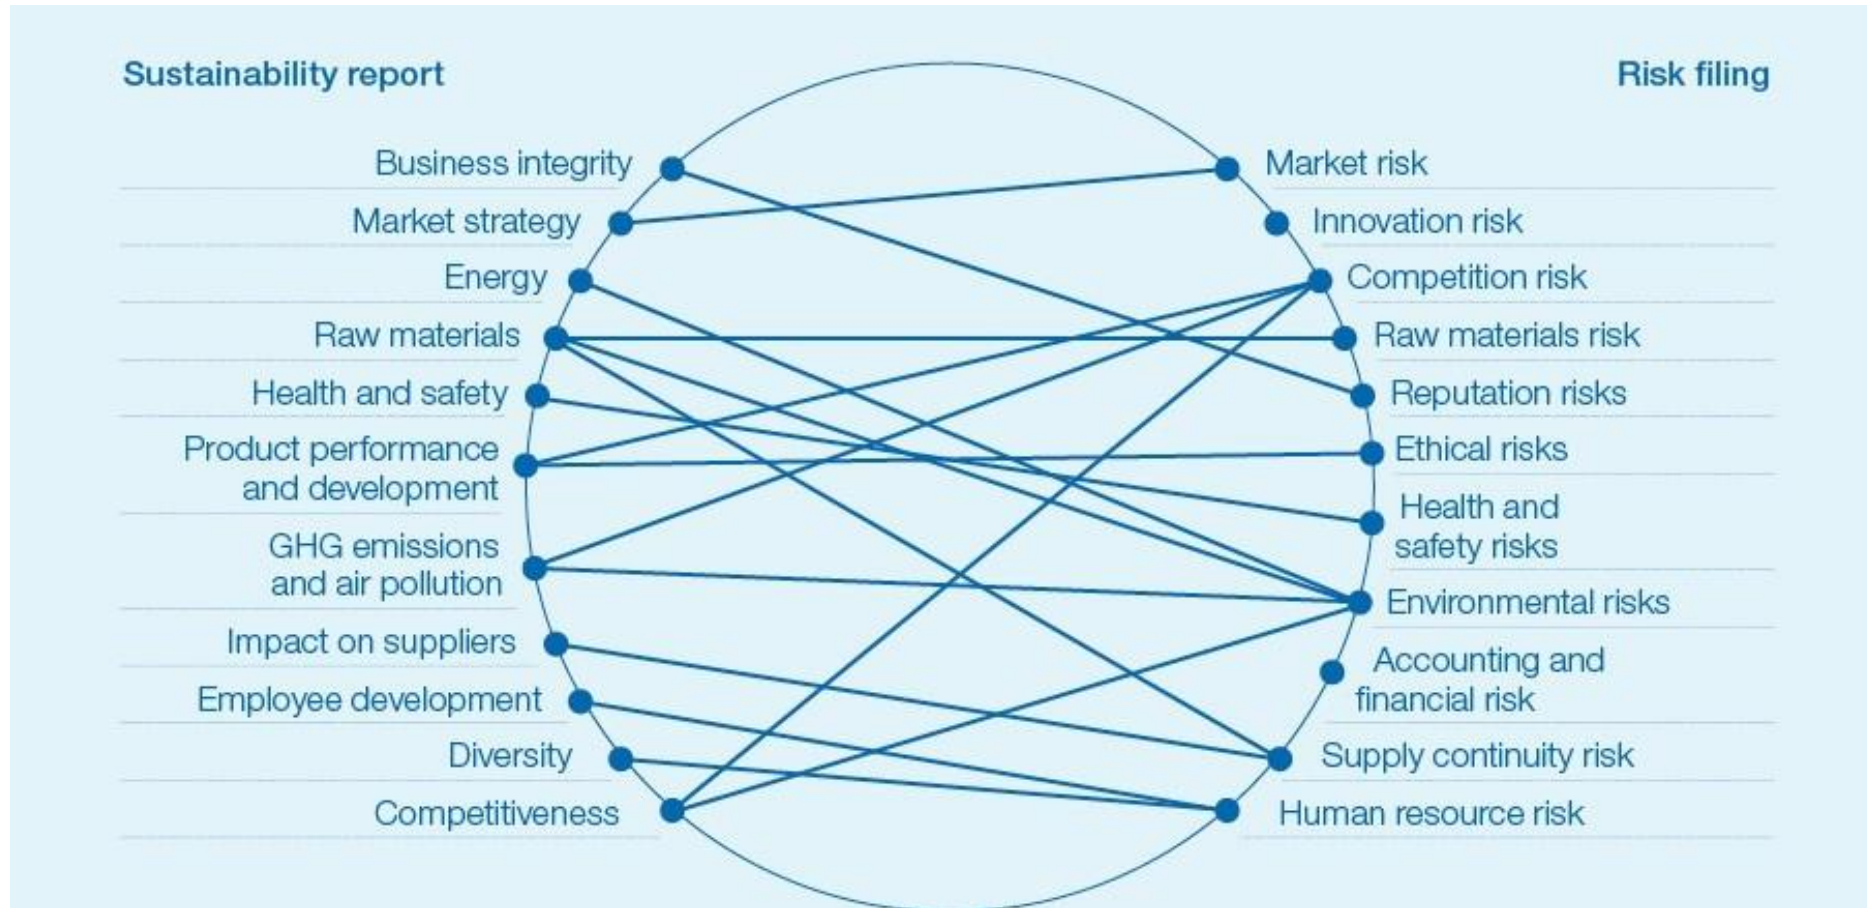 Sustainability report
Risk filing
Business integrity
Market strategy
Energy
Raw materials
Health and safety
Product performance
and development
GHG emissions
and air pollution
Impact on suppliers
Employee development
Diversity
Competitiveness
Market risk
Innovation risk
Competition risk
Raw materials risk
Reputation risks
Ethical risks
Health and
safety risks
Environmental risks
Accounting and
financial risk
Supply continuity risk
Human resource risk